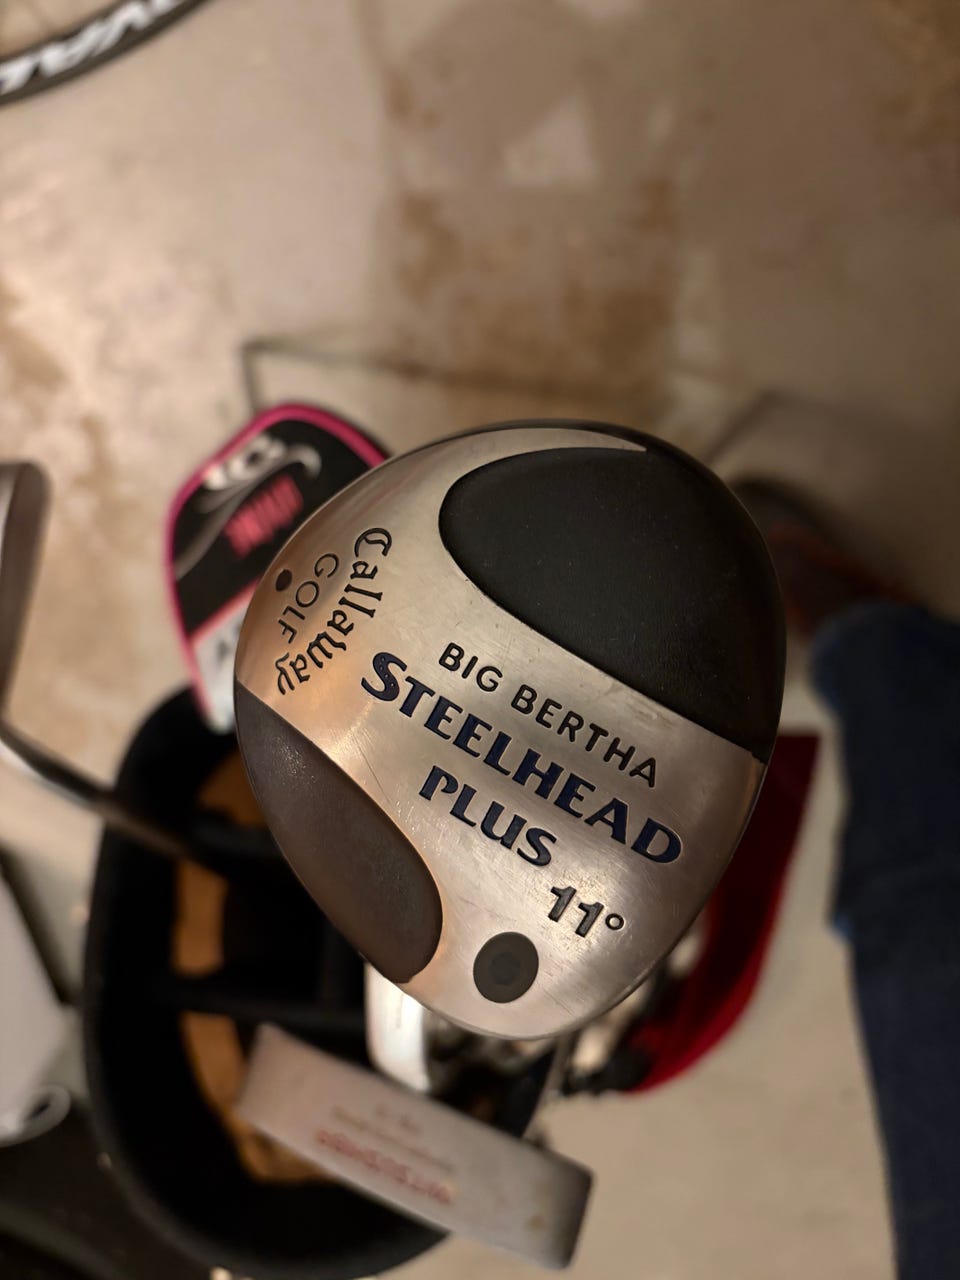 Callaway
GOLF
BIG BERTHA
STEELHEAD
PLUS
11°